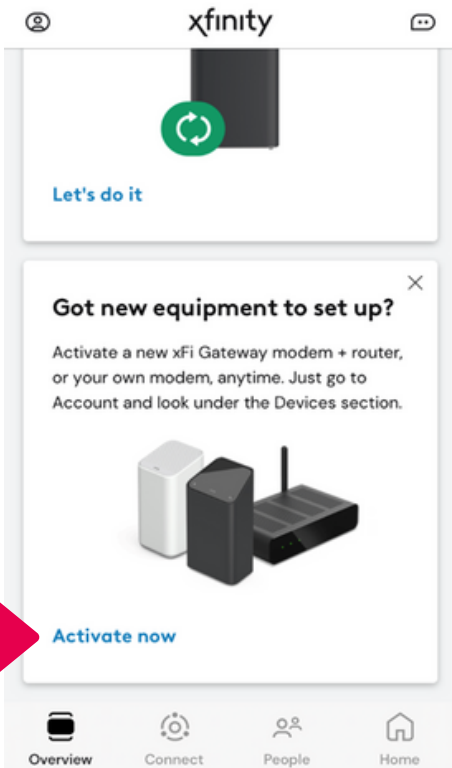 xfinity
Let's do it
Got new equipment to set up?
Activate a new xFi Gateway modem + router,
or your own modem, anytime. Just go to
Account and look under the Devices section.
Activate now
Overview Connect People Home